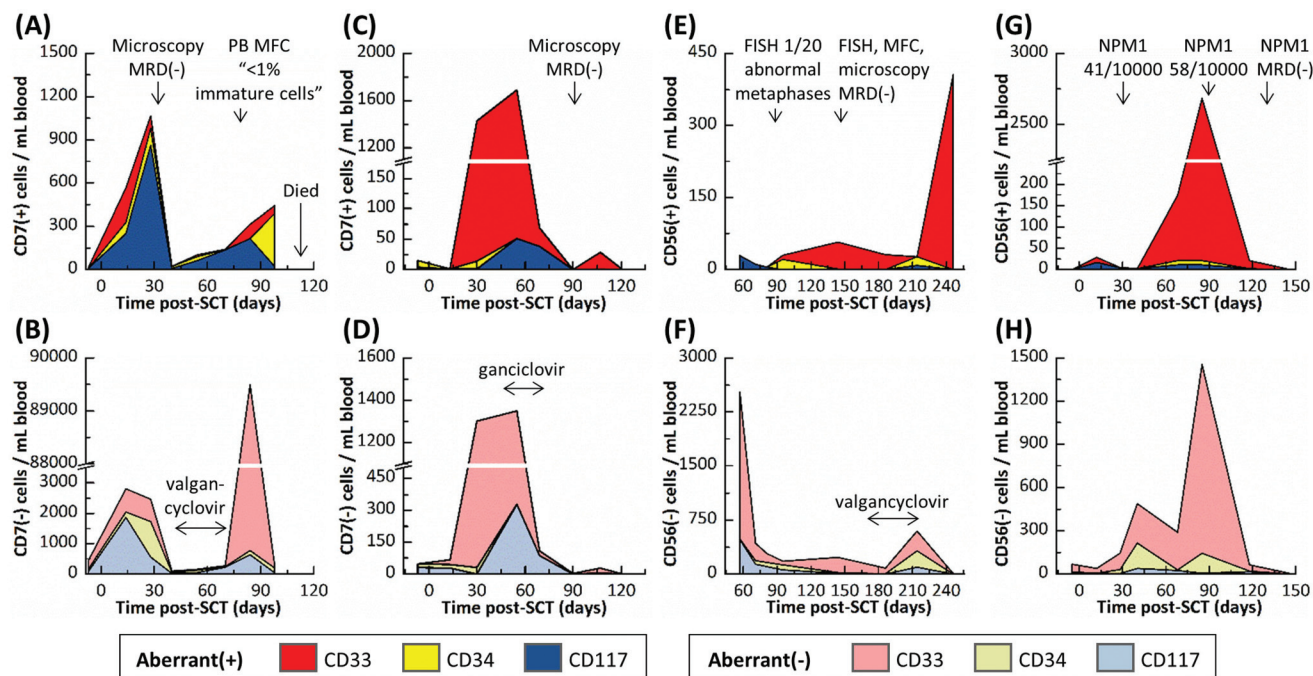 (A)
1500
1200
900
600
300
0
CD7(+) cells / mL blood
Microscopy
MRD(-)
PB MFC
“<1%
immature cells”
Died
0 30 60 90 120
Time post-SCT (days)
(C)
2000
1600
1200
150
100
50
0
CD7(+) cells / mL blood
Microscopy
MRD(-)
0 30 60 90 120
Time post-SCT (days)
(E)
450
300
150
0
CD56(+) cells / mL blood
FISH 1/20
abnormal
metaphases
FISH, MFC,
microscopy
MRD(-)
60 90 120 150 180 210 240
Time post-SCT (days)
(G)
3000
2500
200
150
100
50
0
CD56(+) cells / mL blood
NPM1
41/10000
NPM1
58/10000
NPM1
MRD(-)
0 30 60 90 120 150
Time post-SCT (days)
(B)
90000
89000
88000
3000
2000
1000
0
CD7(-) cells / mL blood
valgan-
cyclovir
0 30 60 90 120
Time post-SCT (days)
(D)
1600
1400
1200
450
300
150
0
CD7(-) cells / mL blood
ganciclovir
0 30 60 90 120
Time post-SCT (days)
(F)
3000
2250
1500
750
0
CD56(-) cells / mL blood
valgancyclovir
60 90 120 150 180 210 240
Time post-SCT (days)
(H)
1500
1200
900
600
300
0
CD56(-) cells / mL blood
0 30 60 90 120 150
Time post-SCT (days)
Aberrant(+) CD33 CD34 CD117
Aberrant(-) CD33 CD34 CD117